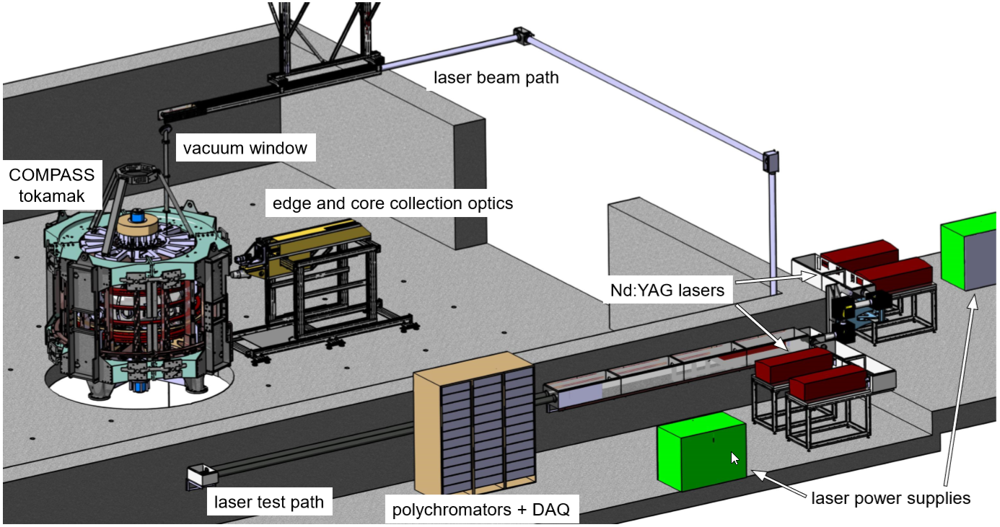 laser beam path
vacuum window
COMPASS
tokamak
edge and core collection optics
Nd:YAG lasers
laser test path
polychromators + DAQ
laser power supplies